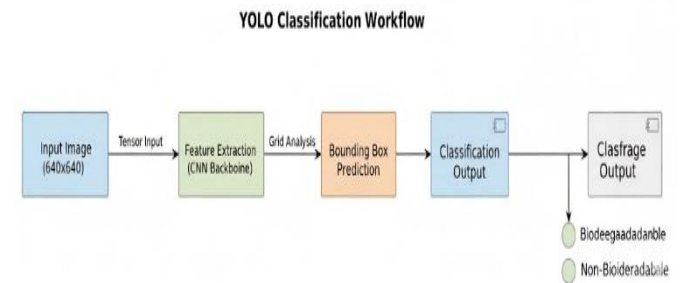 YOLO Classification Workflow
Input Image
(640x640)
Tensor Input
Feature Extraction
(CNN Backboine)
Grid Analysis
Bounding Box
Prediction
Classification
Output
Clasfrage
Output
Biodeegaadadanble
Non-Bioideradabale